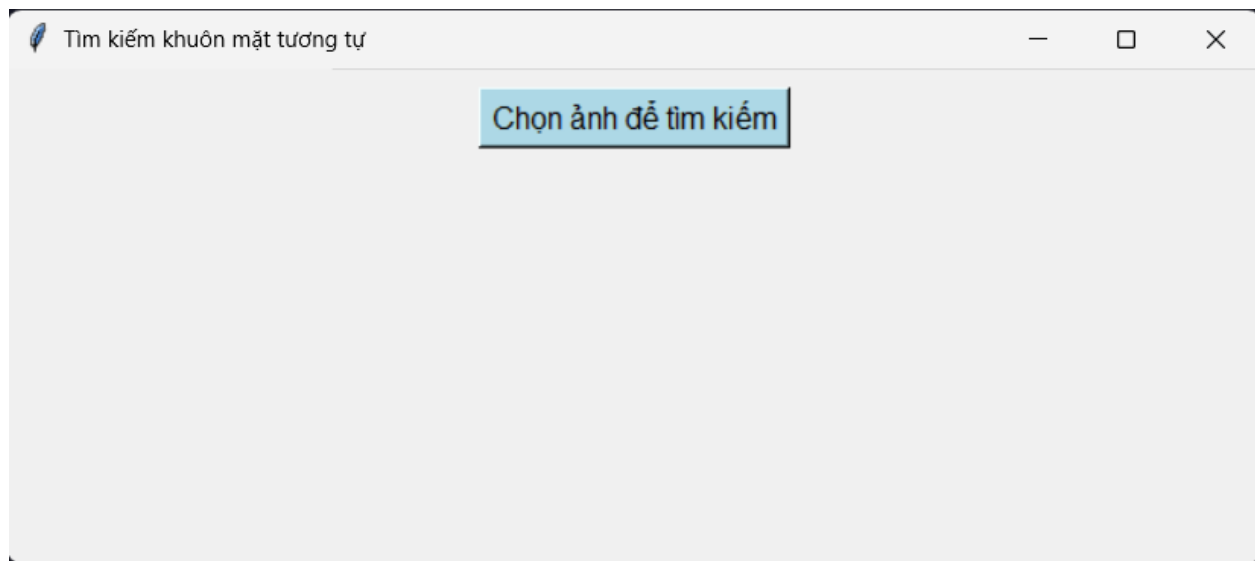 Tìm kiếm khuôn mặt tương tự
Chọn ảnh để tìm kiếm